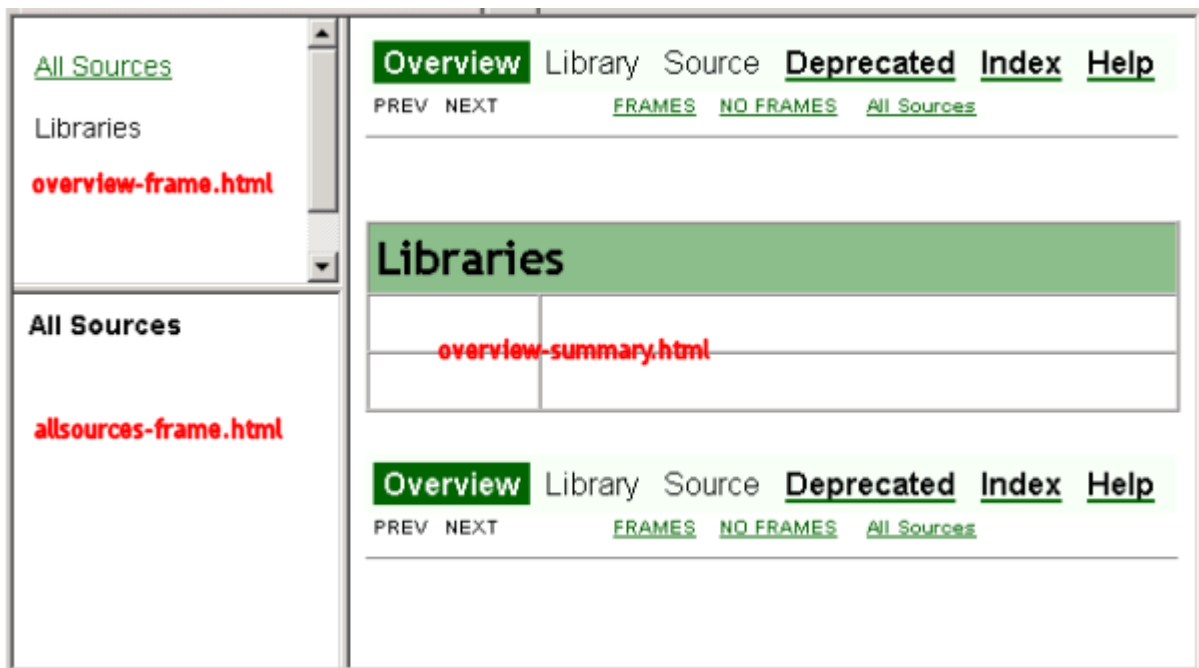 All Sources
Libraries
overview-frame.html
All Sources
allsources-frame.html
Overview Library Source Deprecated Index Help
PREV NEXT FRAMES NO FRAMES All Sources
Libraries
overview-summary.html
Overview Library Source Deprecated Index Help
PREV NEXT FRAMES NO FRAMES All Sources